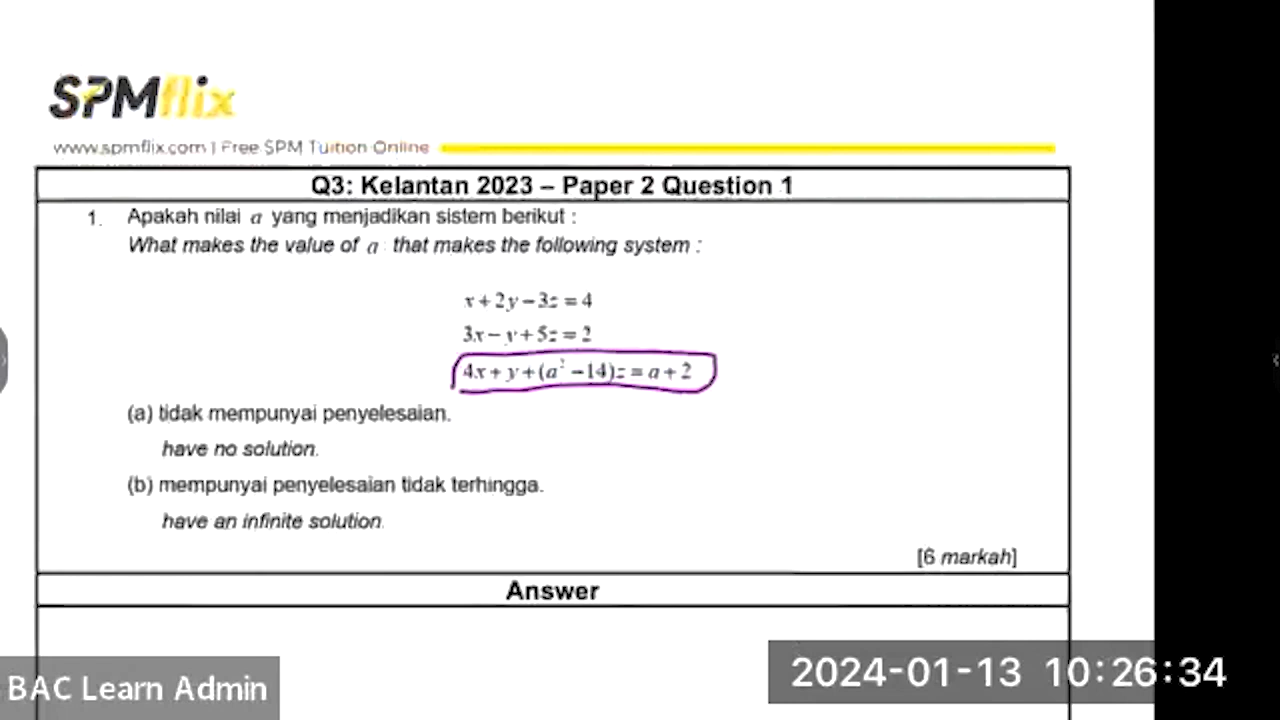 SPMflix
www.spmflix.com | Free SPM Tuition Online
Q3: Kelantan 2023 – Paper 2 Question 1
1. Apakah nilai a yang menjadikan sistem berikut :
What makes the value of a that makes the following system :
x + 2y − 3z = 4
3x − y + 5z = 2
4x + y + (a² − 14)z = a + 2
(a) tidak mempunyai penyelesaian.
have no solution.
(b) mempunyai penyelesaian tidak terhingga.
have an infinite solution.
[6 markah]
Answer
BAC Learn Admin
2024-01-13 10:26:34